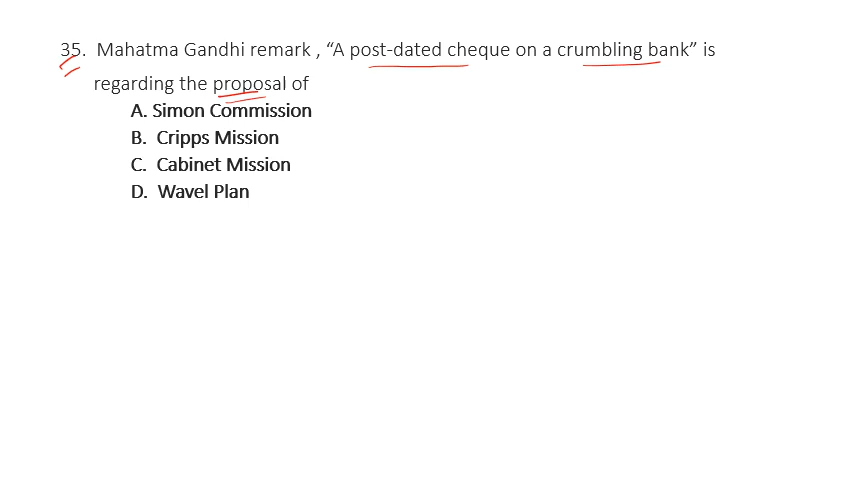 35. Mahatma Gandhi remark , “A post-dated cheque on a crumbling bank” is
regarding the proposal of
A. Simon Commission
B. Cripps Mission
C. Cabinet Mission
D. Wavel Plan